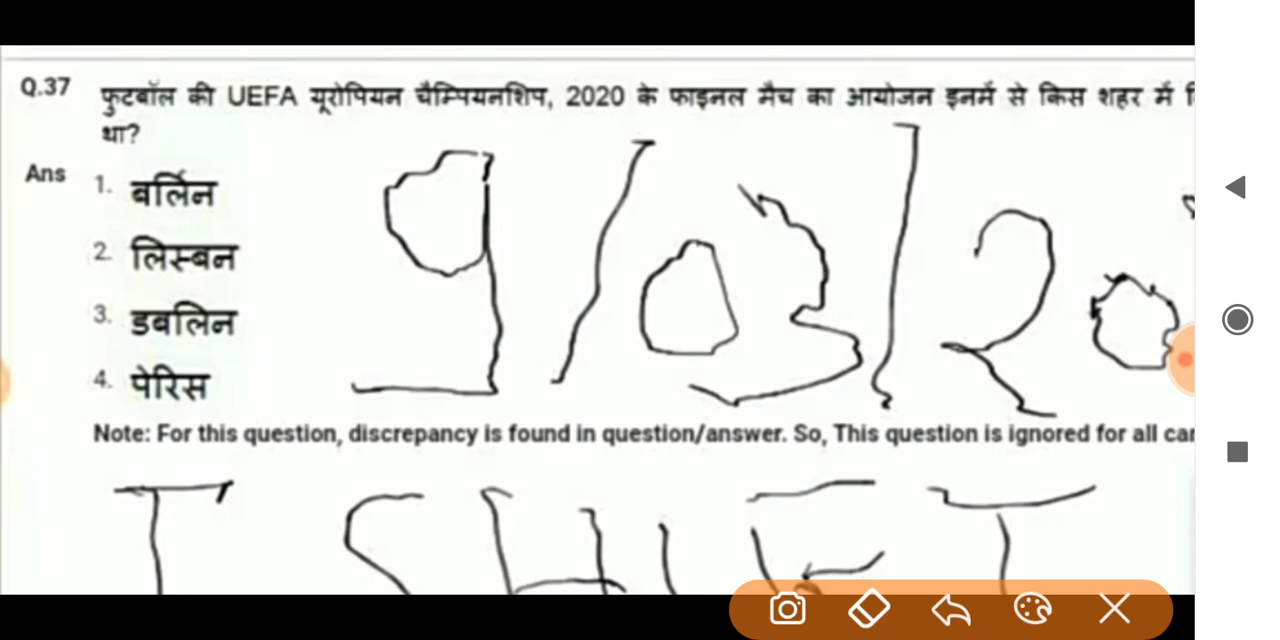 Q.37 फुटबॉल की UEFA यूरोपियन चैम्पियनशिप, 2020 के फाइनल मैच का आयोजन इनमें से किस शहर में
था?
9/03/20
Ans 1. बर्लिन
2. लिस्बन
3. डबलिन
4. पेरिस
Note: For this question, discrepancy is found in question/answer. So, This question is ignored for all
I SHIFT